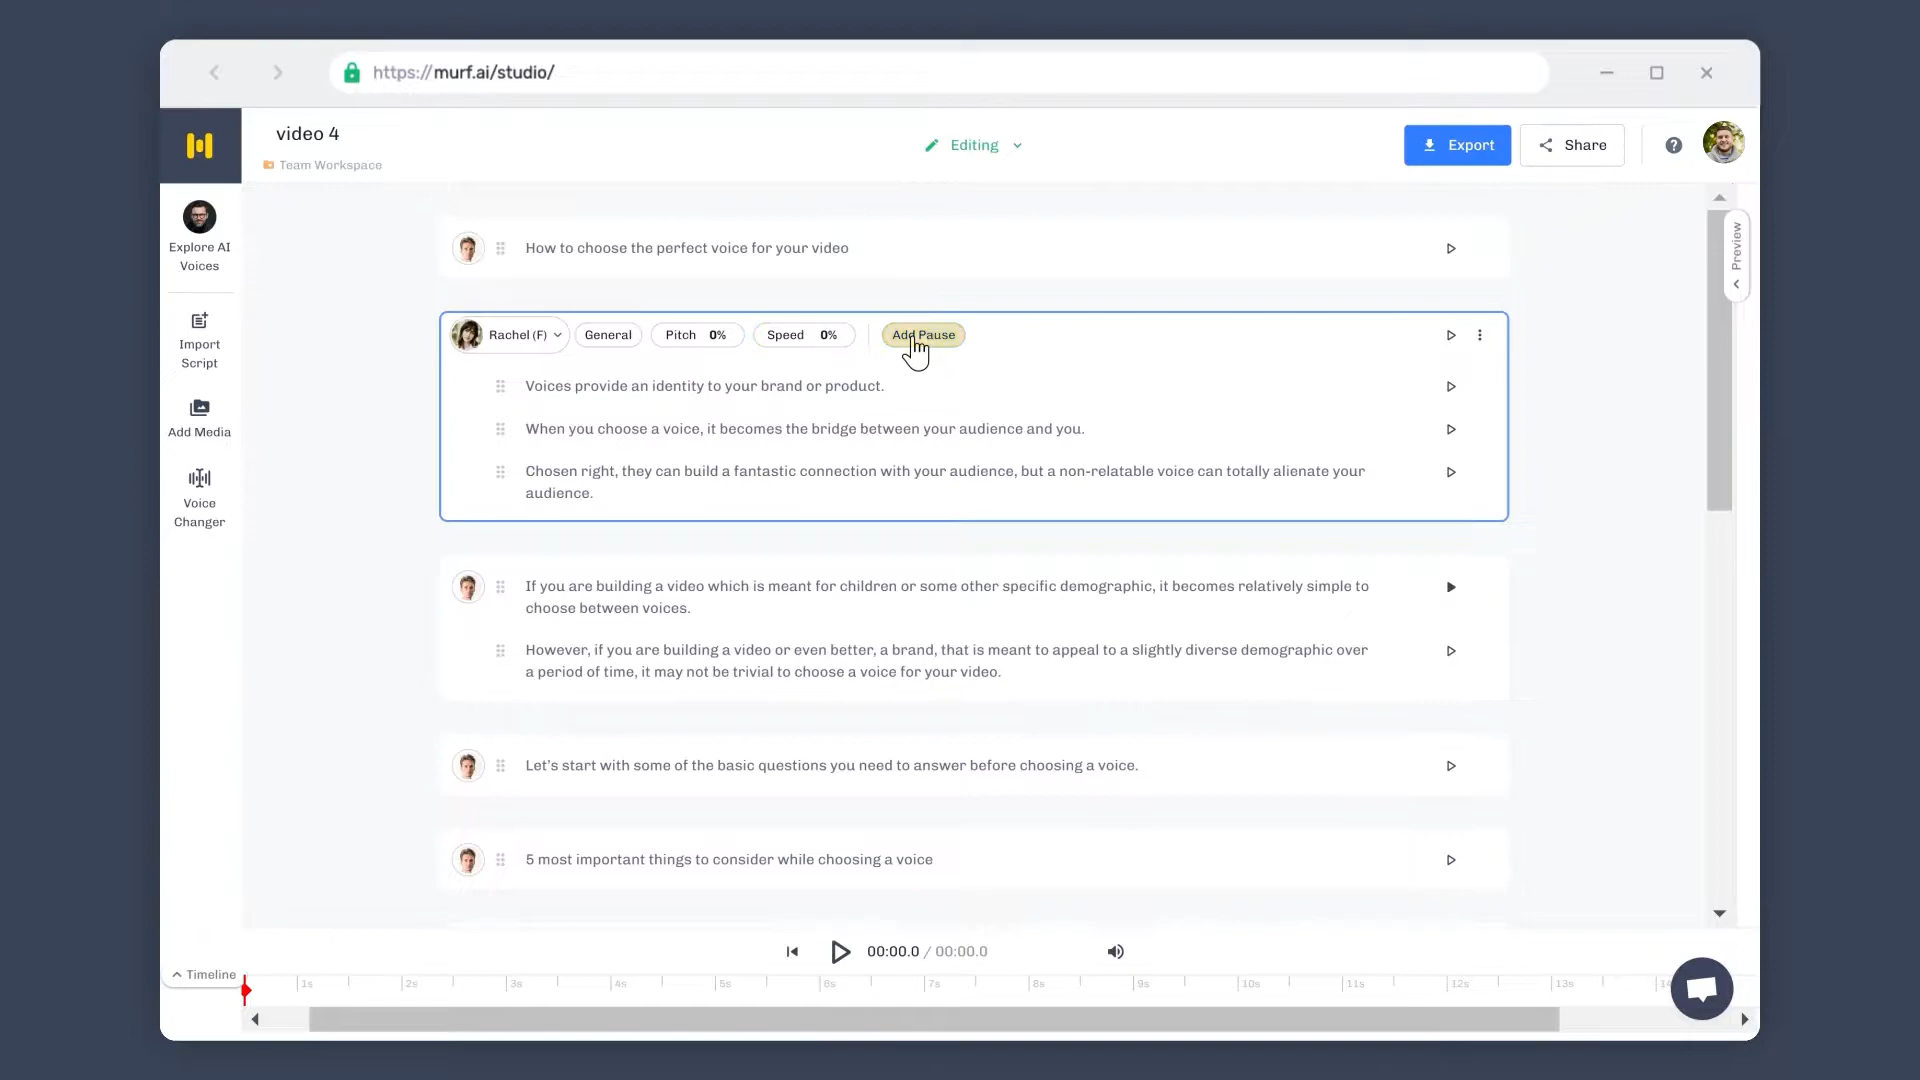 https://murf.ai/studio/
video 4
Team Workspace
Editing
Export
Share
Explore AI
Voices
Import
Script
Add Media
Voice
Changer
Preview
How to choose the perfect voice for your video
Rachel (F)
General
Pitch 0%
Speed 0%
Add Pause
Voices provide an identity to your brand or product.
When you choose a voice, it becomes the bridge between your audience and you.
Chosen right, they can build a fantastic connection with your audience, but a non-relatable voice can totally alienate your
audience.
If you are building a video which is meant for children or some other specific demographic, it becomes relatively simple to
choose between voices.
However, if you are building a video or even better, a brand, that is meant to appeal to a slightly diverse demographic over
a period of time, it may not be trivial to choose a voice for your video.
Let's start with some of the basic questions you need to answer before choosing a voice.
5 most important things to consider while choosing a voice
00:00.0 / 00:00.0
Timeline
1s 2s 3s 4s 5s 6s 7s 8s 9s 10s 11s 12s 13s